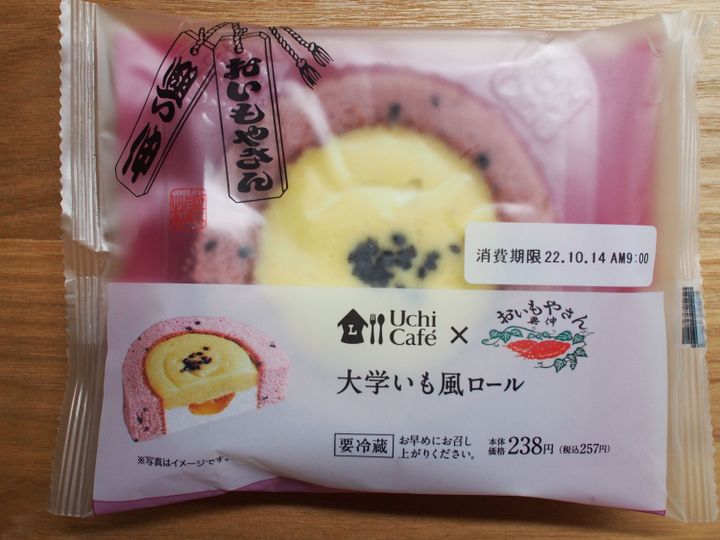 おいもやさん
消費期限 22.10.14 AM9:00
L
Uchi
Café
×
おいもやさん
興伸
大学いも風ロール
要冷蔵
お早めにお召し
上がりください。
本体
価格 238円 (税込257円)
※写真はイメージです。